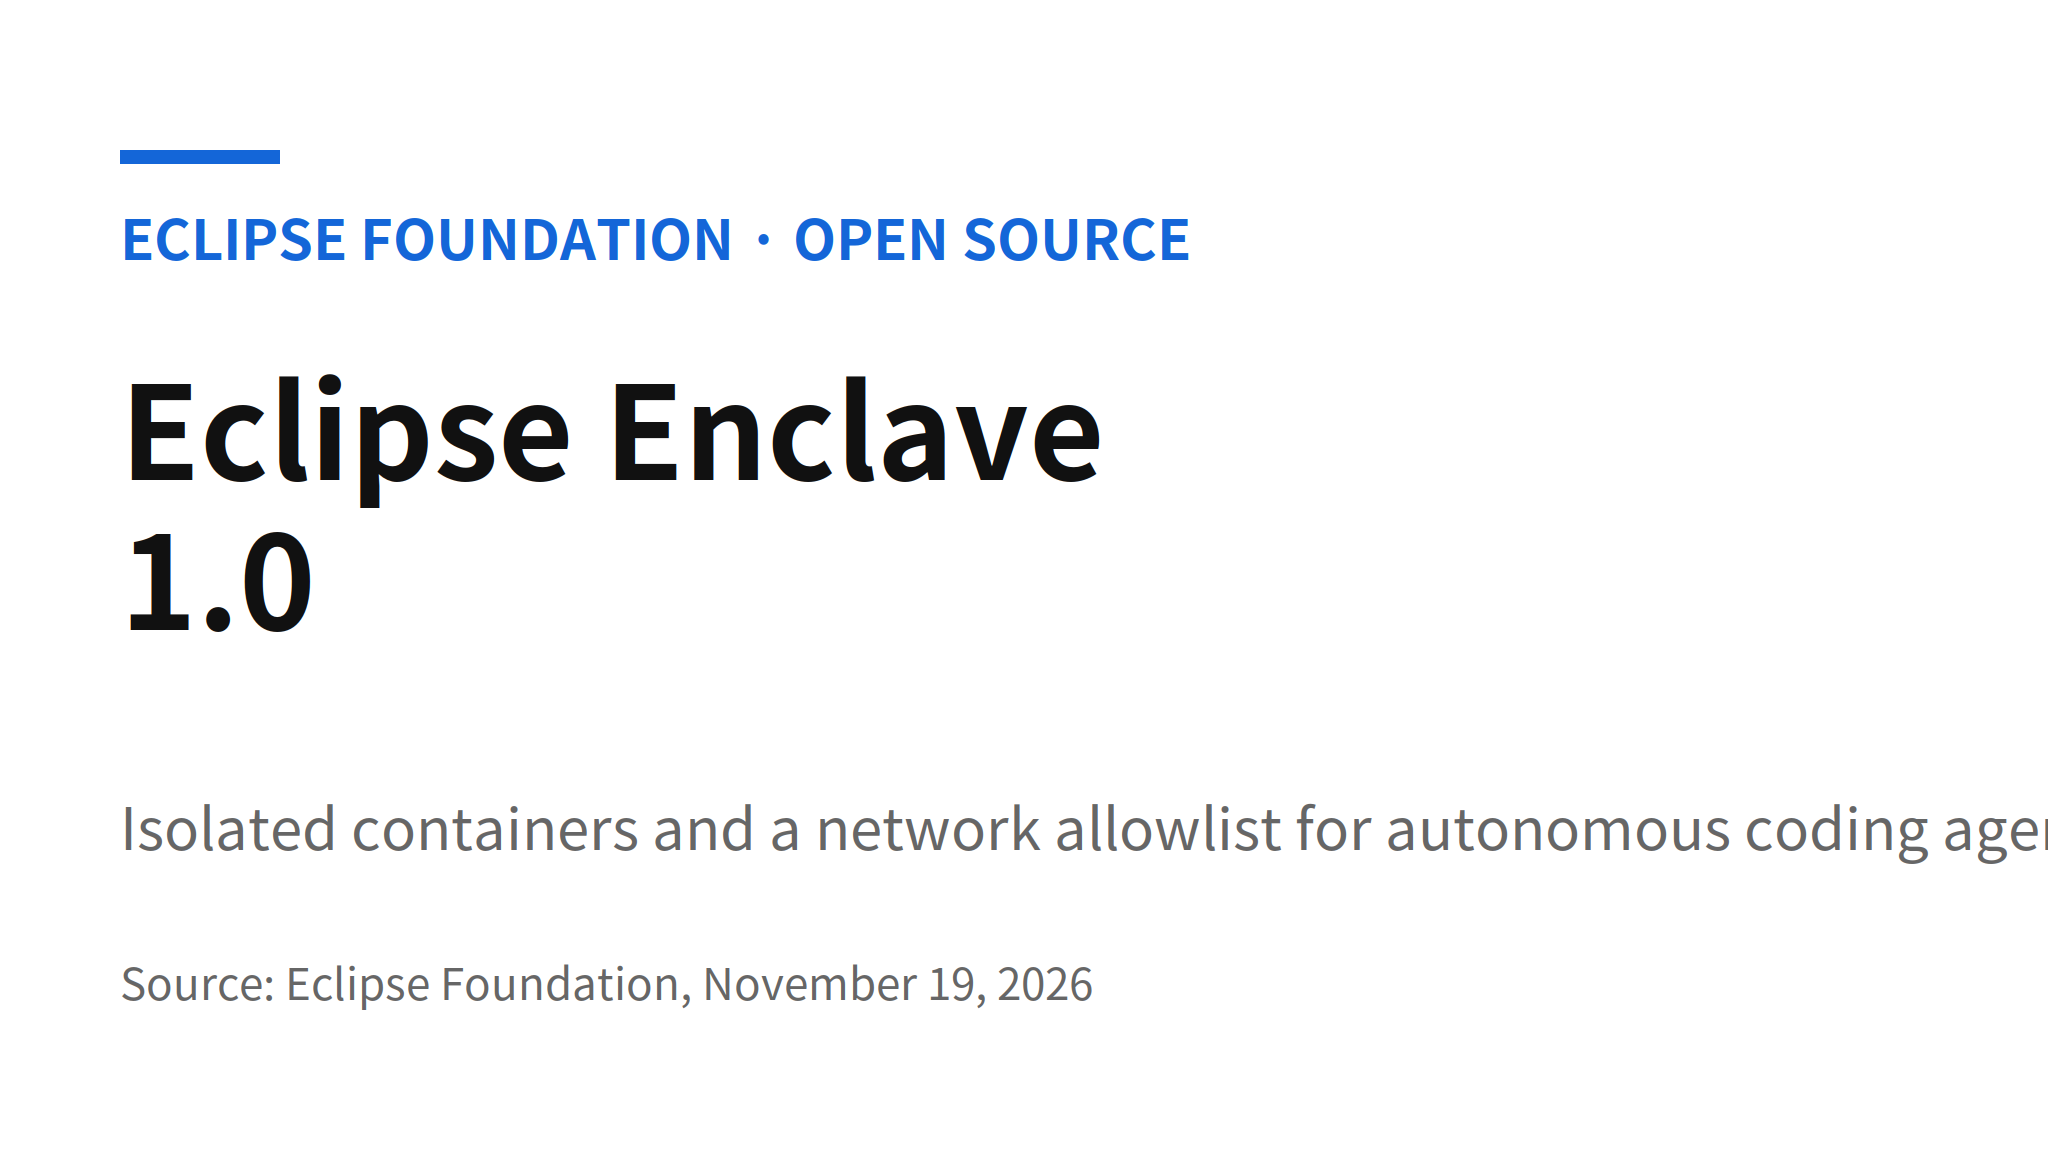 ECLIPSE FOUNDATION · OPEN SOURCE
Eclipse Enclave
1.0
Isolated containers and a network allowlist for autonomous coding
Source: Eclipse Foundation, November 19, 2026